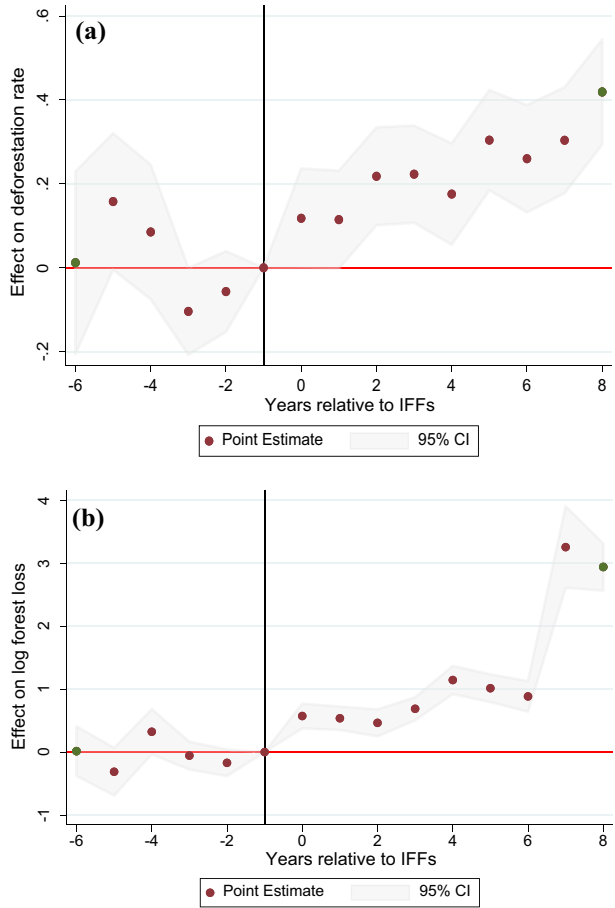 (a)
Effect on deforestation rate
.6
.4
.2
0
-.2
-6 -4 -2 0 2 4 6 8
Years relative to IFFs
Point Estimate 95% CI
(b)
Effect on log forest loss
4
3
2
1
0
-1
-6 -4 -2 0 2 4 6 8
Years relative to IFFs
Point Estimate 95% CI